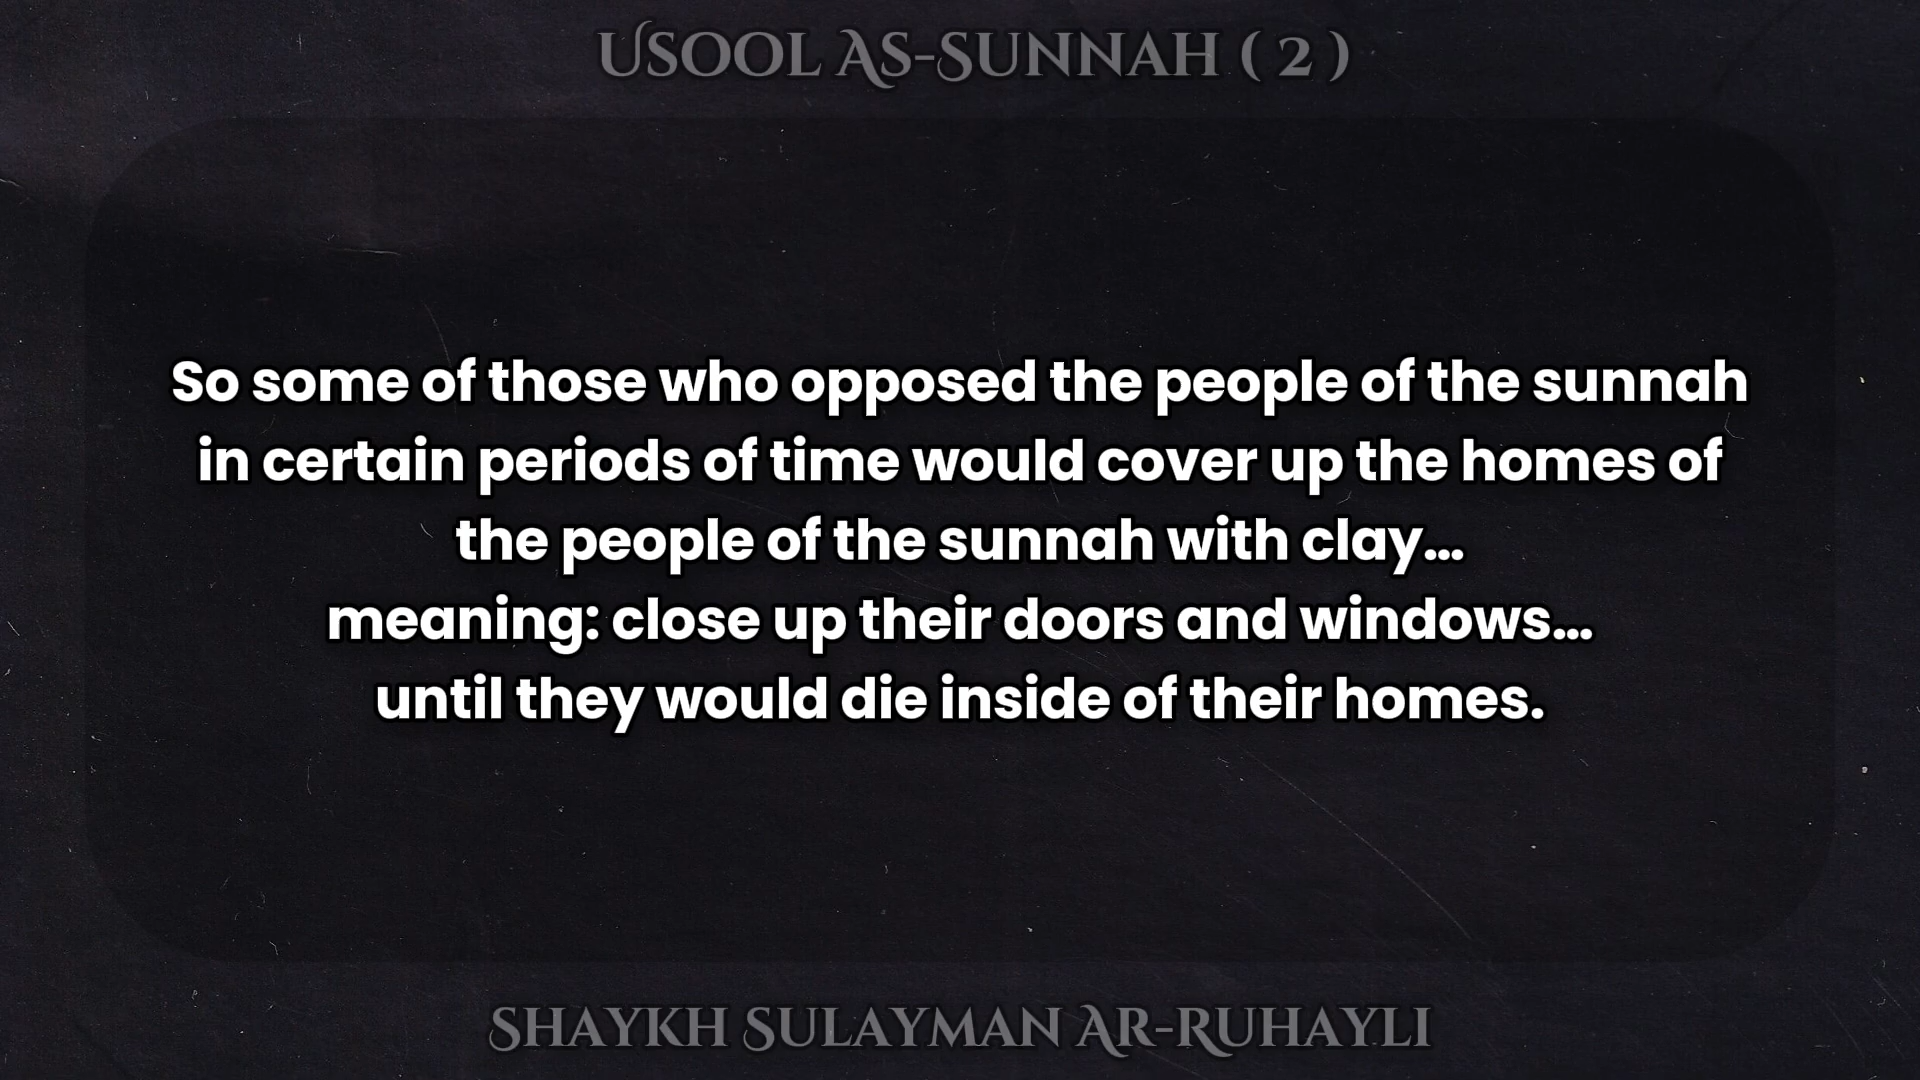 Usool As-Sunnah ( 2 )
So some of those who opposed the people of the sunnah
in certain periods of time would cover up the homes of
the people of the sunnah with clay...
meaning: close up their doors and windows...
until they would die inside of their homes.
Shaykh Sulayman Ar-Ruhayli